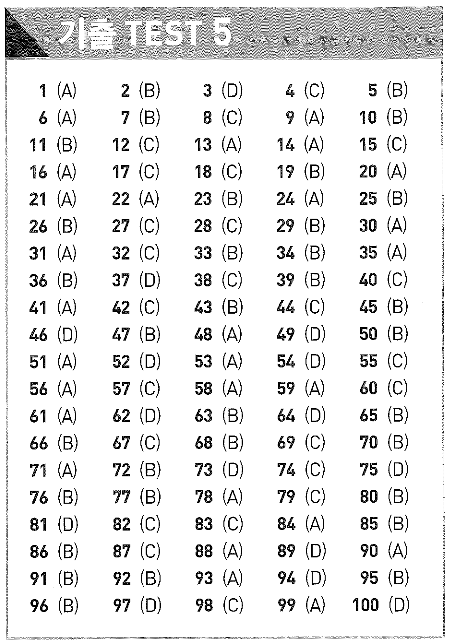 기출 TEST 5
1 (A) 2 (B) 3 (D) 4 (C) 5 (B)
6 (A) 7 (B) 8 (C) 9 (A) 10 (B)
11 (B) 12 (C) 13 (A) 14 (A) 15 (C)
16 (A) 17 (C) 18 (C) 19 (B) 20 (A)
21 (A) 22 (A) 23 (B) 24 (A) 25 (B)
26 (B) 27 (C) 28 (C) 29 (B) 30 (A)
31 (A) 32 (C) 33 (B) 34 (B) 35 (A)
36 (B) 37 (D) 38 (C) 39 (B) 40 (C)
41 (A) 42 (C) 43 (B) 44 (C) 45 (B)
46 (D) 47 (B) 48 (A) 49 (D) 50 (B)
51 (A) 52 (D) 53 (A) 54 (D) 55 (C)
56 (A) 57 (C) 58 (A) 59 (A) 60 (C)
61 (A) 62 (D) 63 (B) 64 (D) 65 (B)
66 (B) 67 (C) 68 (B) 69 (C) 70 (B)
71 (A) 72 (B) 73 (D) 74 (C) 75 (D)
76 (B) 77 (B) 78 (A) 79 (C) 80 (B)
81 (D) 82 (C) 83 (C) 84 (A) 85 (B)
86 (B) 87 (C) 88 (A) 89 (D) 90 (A)
91 (B) 92 (B) 93 (A) 94 (D) 95 (B)
96 (B) 97 (D) 98 (C) 99 (A) 100 (D)